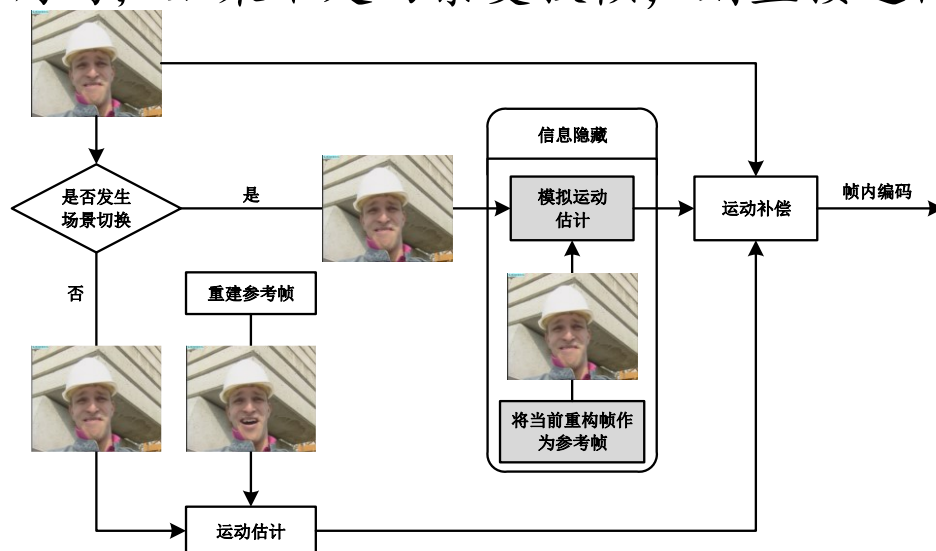 信息隐藏
是否发生
场景切换
是
模拟运动
估计
运动补偿
帧内编码
否
重建参考帧
将当前重构帧作
为参考帧
运动估计